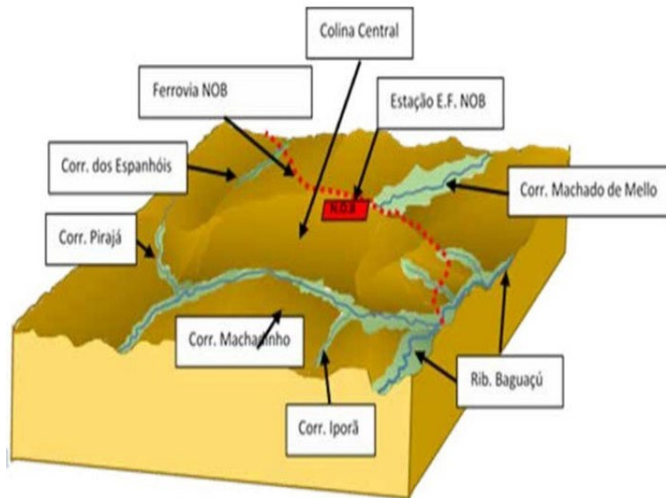 Colina Central
Ferrovia NOB
Estação E.F. NOB
Corr. dos Espanhóis
Corr. Machado de Mello
N.O.B
Corr. Pirajá
Corr. Machadinho
Rib. Baguaçú
Corr. Iporã